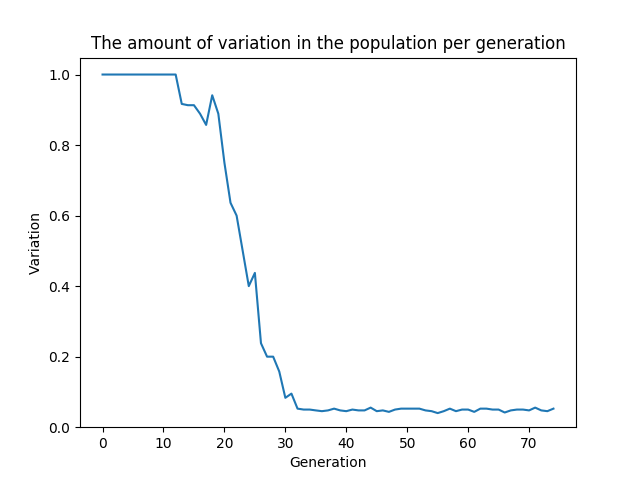 The amount of variation in the population per generation
1.0
0.8
0.6
0.4
0.2
0.0
Variation
0 10 20 30 40 50 60 70
Generation